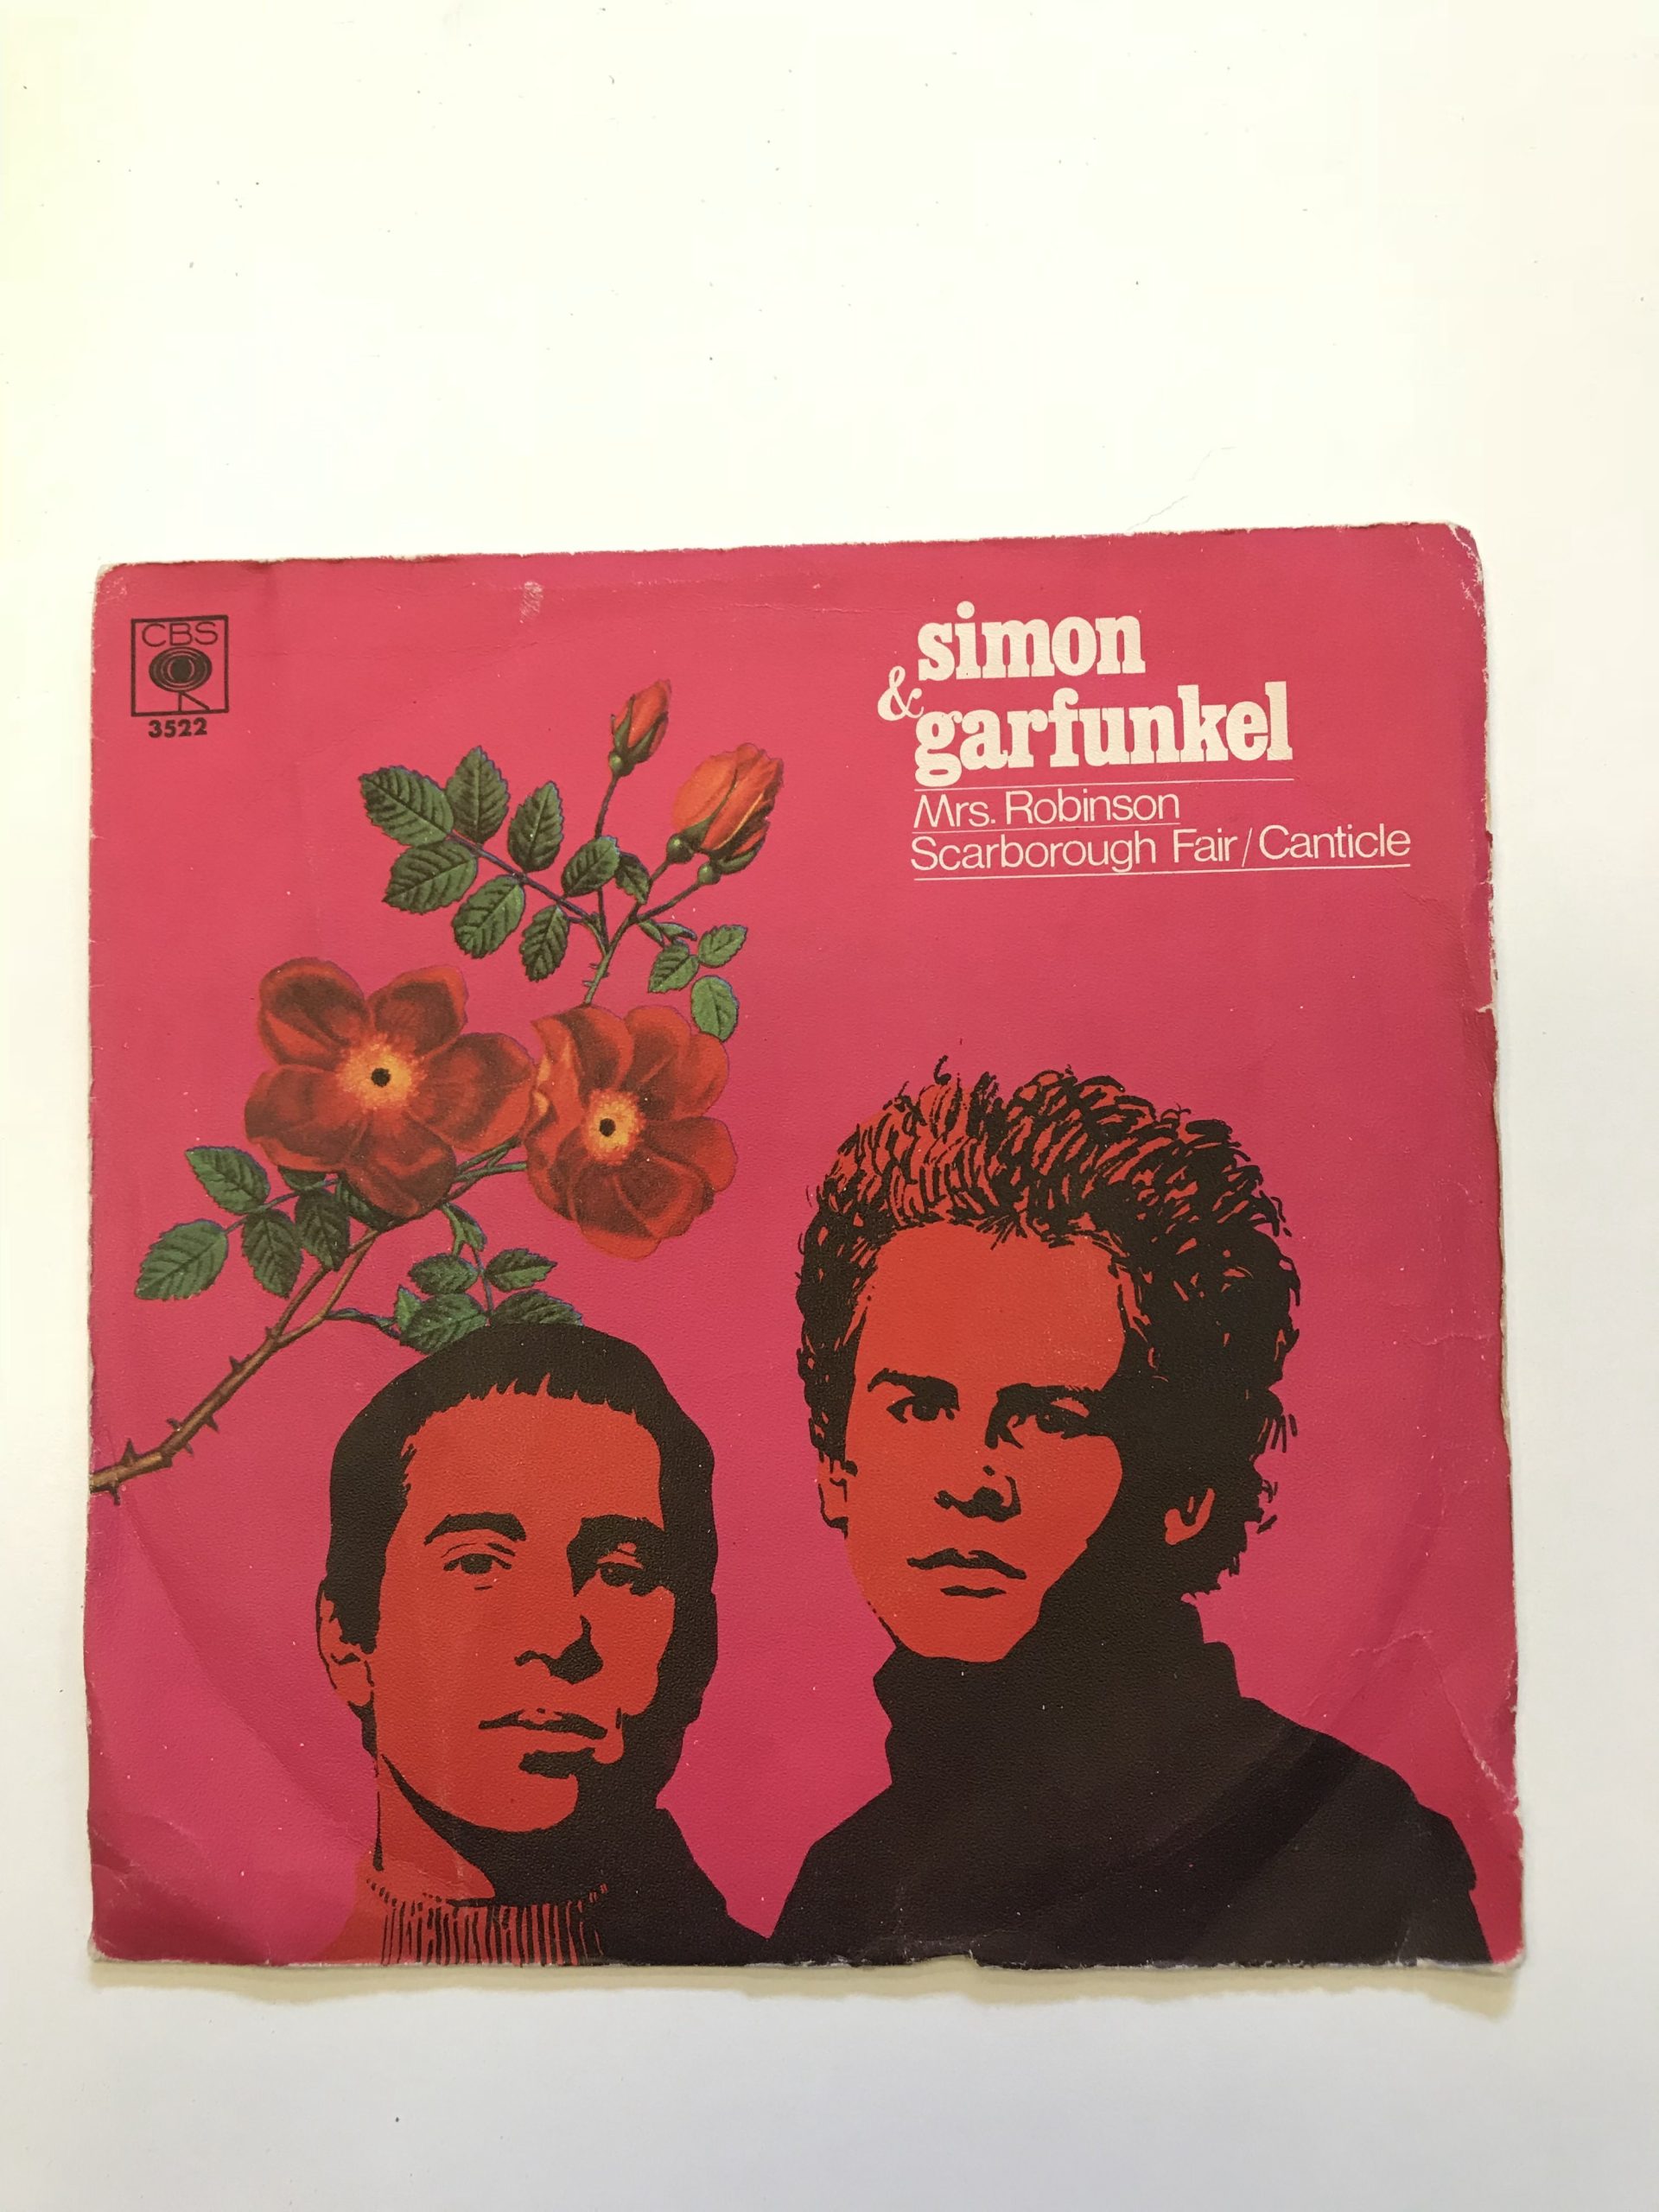 CBS
3522
simon
& garfunkel
Mrs. Robinson
Scarborough Fair/Canticle